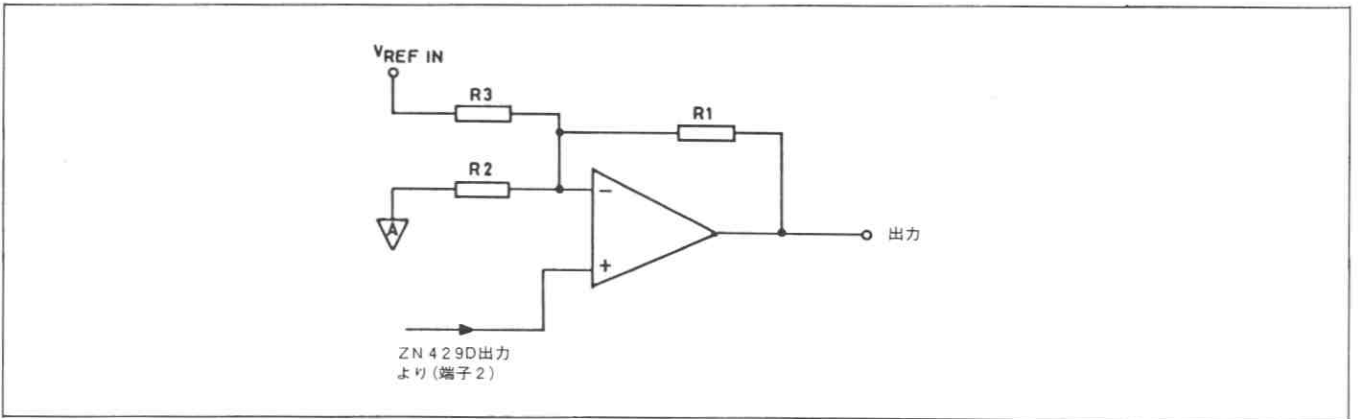 VREF IN
R3
R1
R2
−
A
+
出力
ZN429D出力
より(端子2)